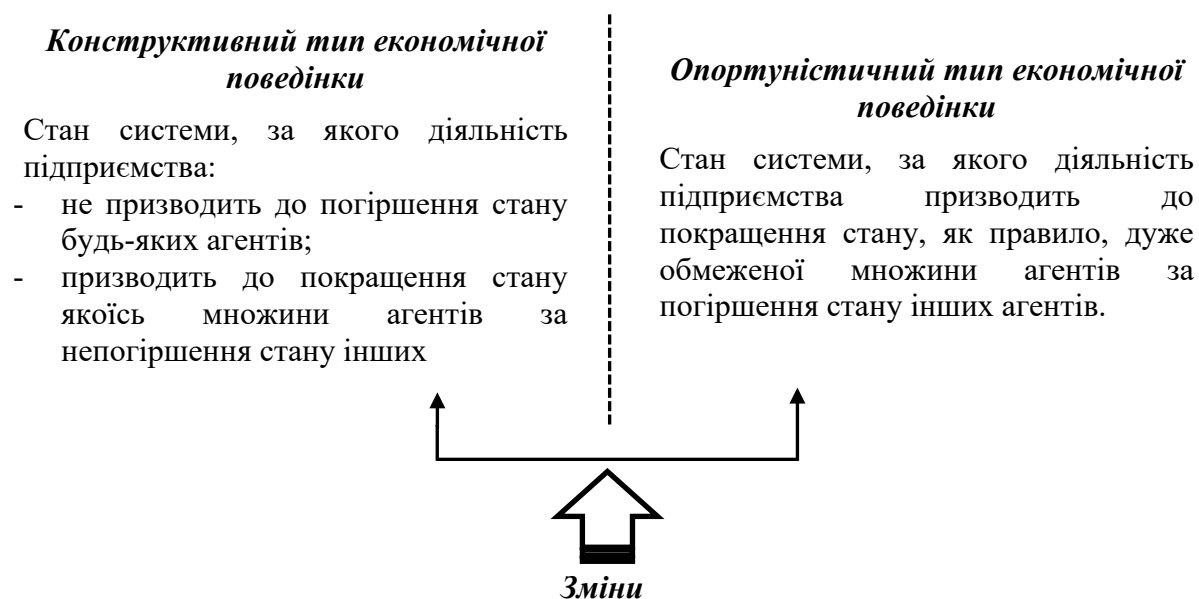 Конструктивний тип економічної
поведінки
Стан системи, за якого діяльність
підприємства:
- не призводить до погіршення стану
будь-яких агентів;
- призводить до покращення стану
якоїсь множини агентів за
непогіршення стану інших
Опортуністичний тип економічної
поведінки
Стан системи, за якого діяльність
підприємства призводить до
покращення стану, як правило, дуже
обмеженої множини агентів за
погіршення стану інших агентів.
Зміни